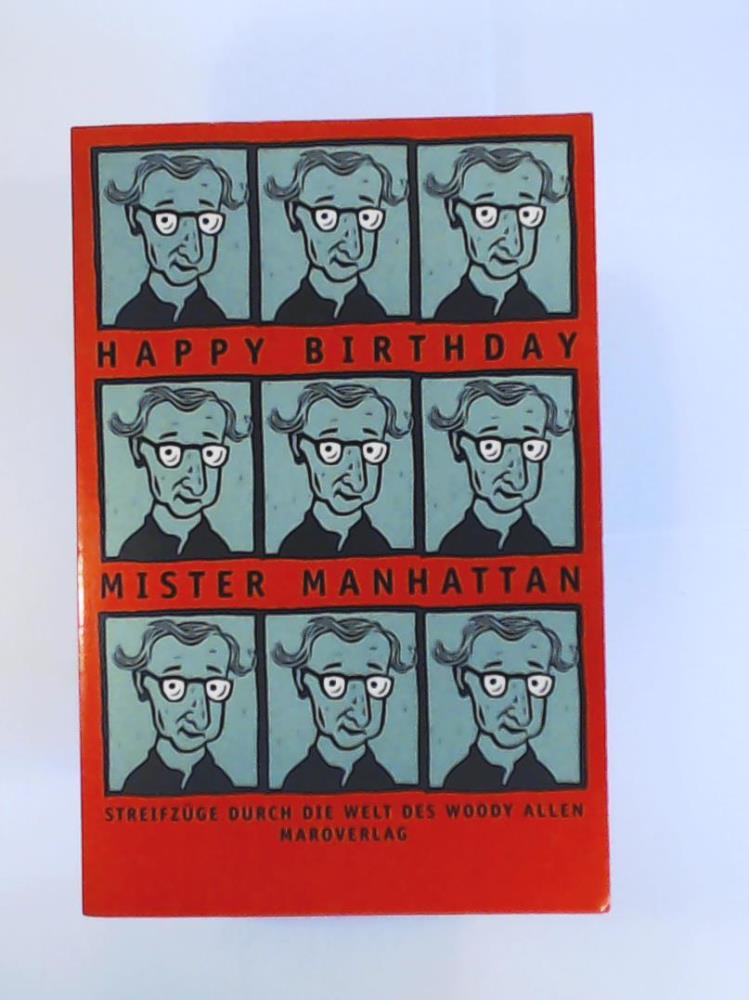 HAPPY BIRTHDAY
MISTER MANHATTAN
STREIFZÜGE DURCH DIE WELT DES WOODY ALLEN
MAROVERLAG